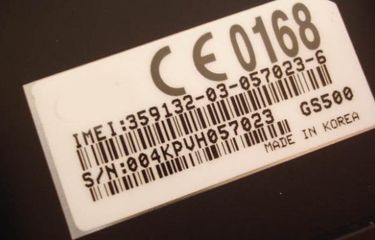 CE 0168
IMEI:359132-03-057023-6
S/N:004KPVH057023
GS500
MADE IN KOREA